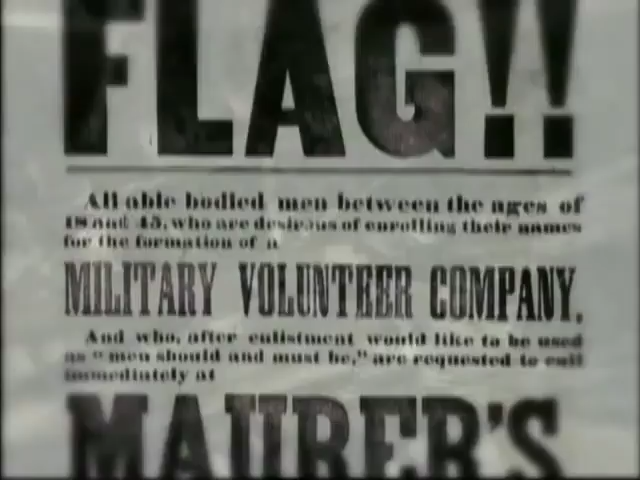 FLAG!!
All able bodied men between the ages of
18 and 45, who are desirous of enrolling their names
for the formation of a
MILITARY VOLUNTEER COMPANY.
And who, after enlistment would like to be used
as "men should and must be," are requested to call
immediately at
MAURER'S